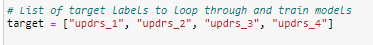 # List of target labels to loop through and train models
target = ["updrs_1", "updrs_2", "updrs_3", "updrs_4"]